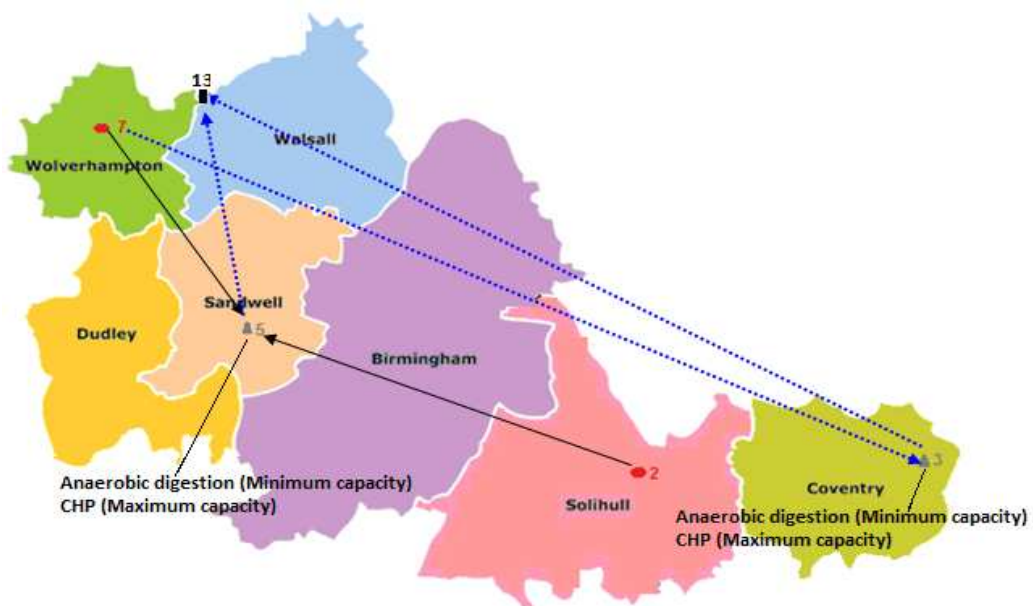 13
Walsall
7
Wolverhampton
Sandwell
5
Dudley
Birmingham
3
2
Anaerobic digestion (Minimum capacity)
CHP (Maximum capacity)
Coventry
Solihull
Anaerobic digestion (Minimum capacity)
CHP (Maximum capacity)